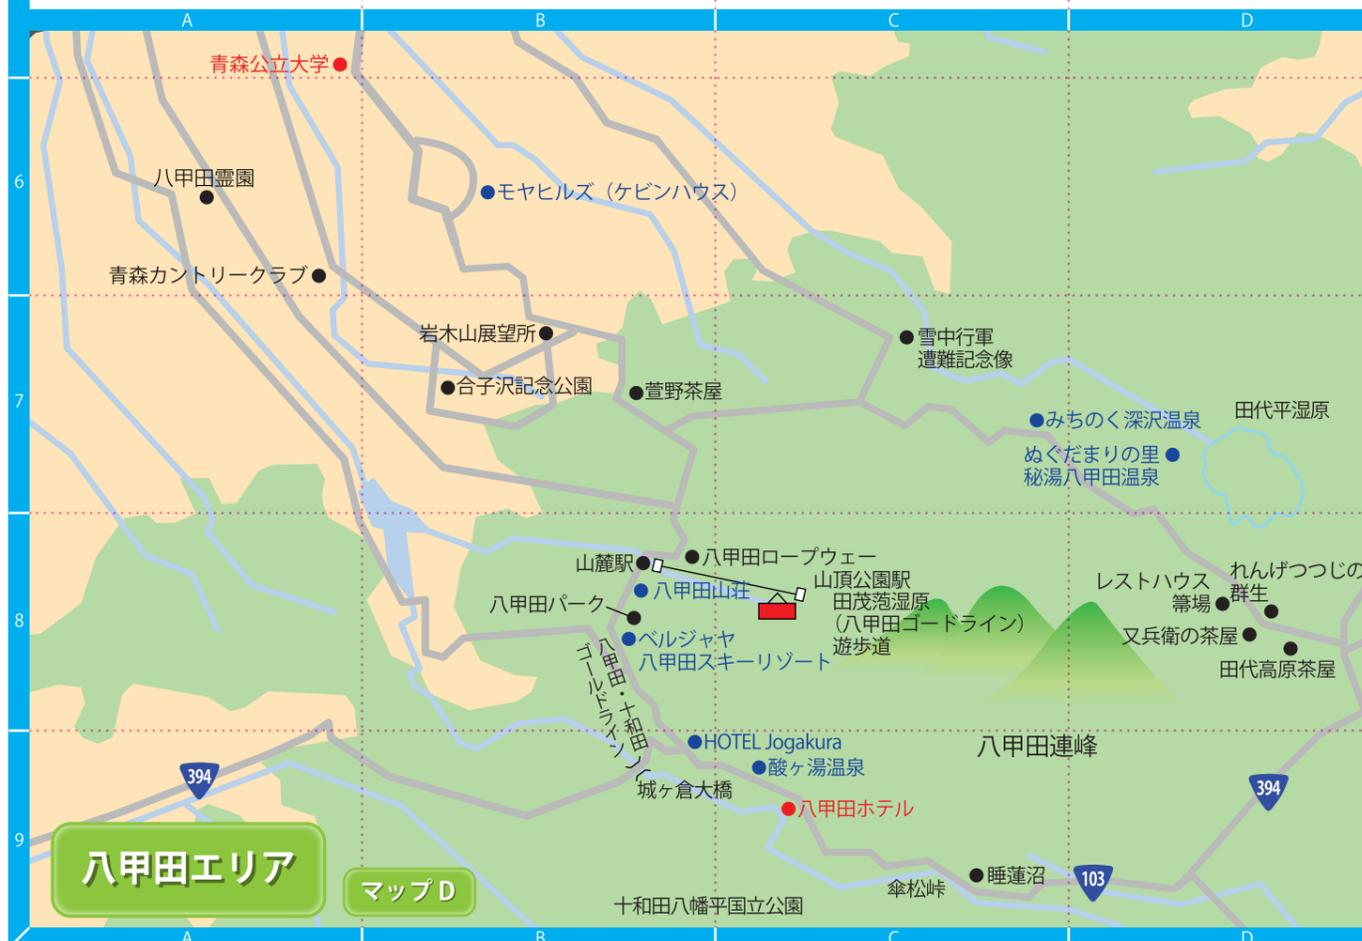 A
B
C
D
青森公立大学
6
八甲田霊園
モヤヒルズ（ケビンハウス）
青森カントリークラブ
岩木山展望所
雪中行軍
遭難記念像
合子沢記念公園
萱野茶屋
7
田代平湿原
みちのく深沢温泉
ぬぐだまりの里
秘湯八甲田温泉
山麓駅
八甲田ロープウェー
山頂公園駅
田茂萢湿原
（八甲田ゴードライン）
遊歩道
八甲田山荘
八甲田パーク
レストハウス
箒場
れんげつつじの
群生
8
又兵衛の茶屋
田代高原茶屋
ベルジャヤ
八甲田スキーリゾート
八甲田・十和田
ゴールドライン
HOTEL Jogakura
八甲田連峰
酸ヶ湯温泉
394
城ヶ倉大橋
394
八甲田ホテル
9
八甲田エリア
マップ D
睡蓮沼
103
傘松峠
十和田八幡平国立公園
A
B
C
D